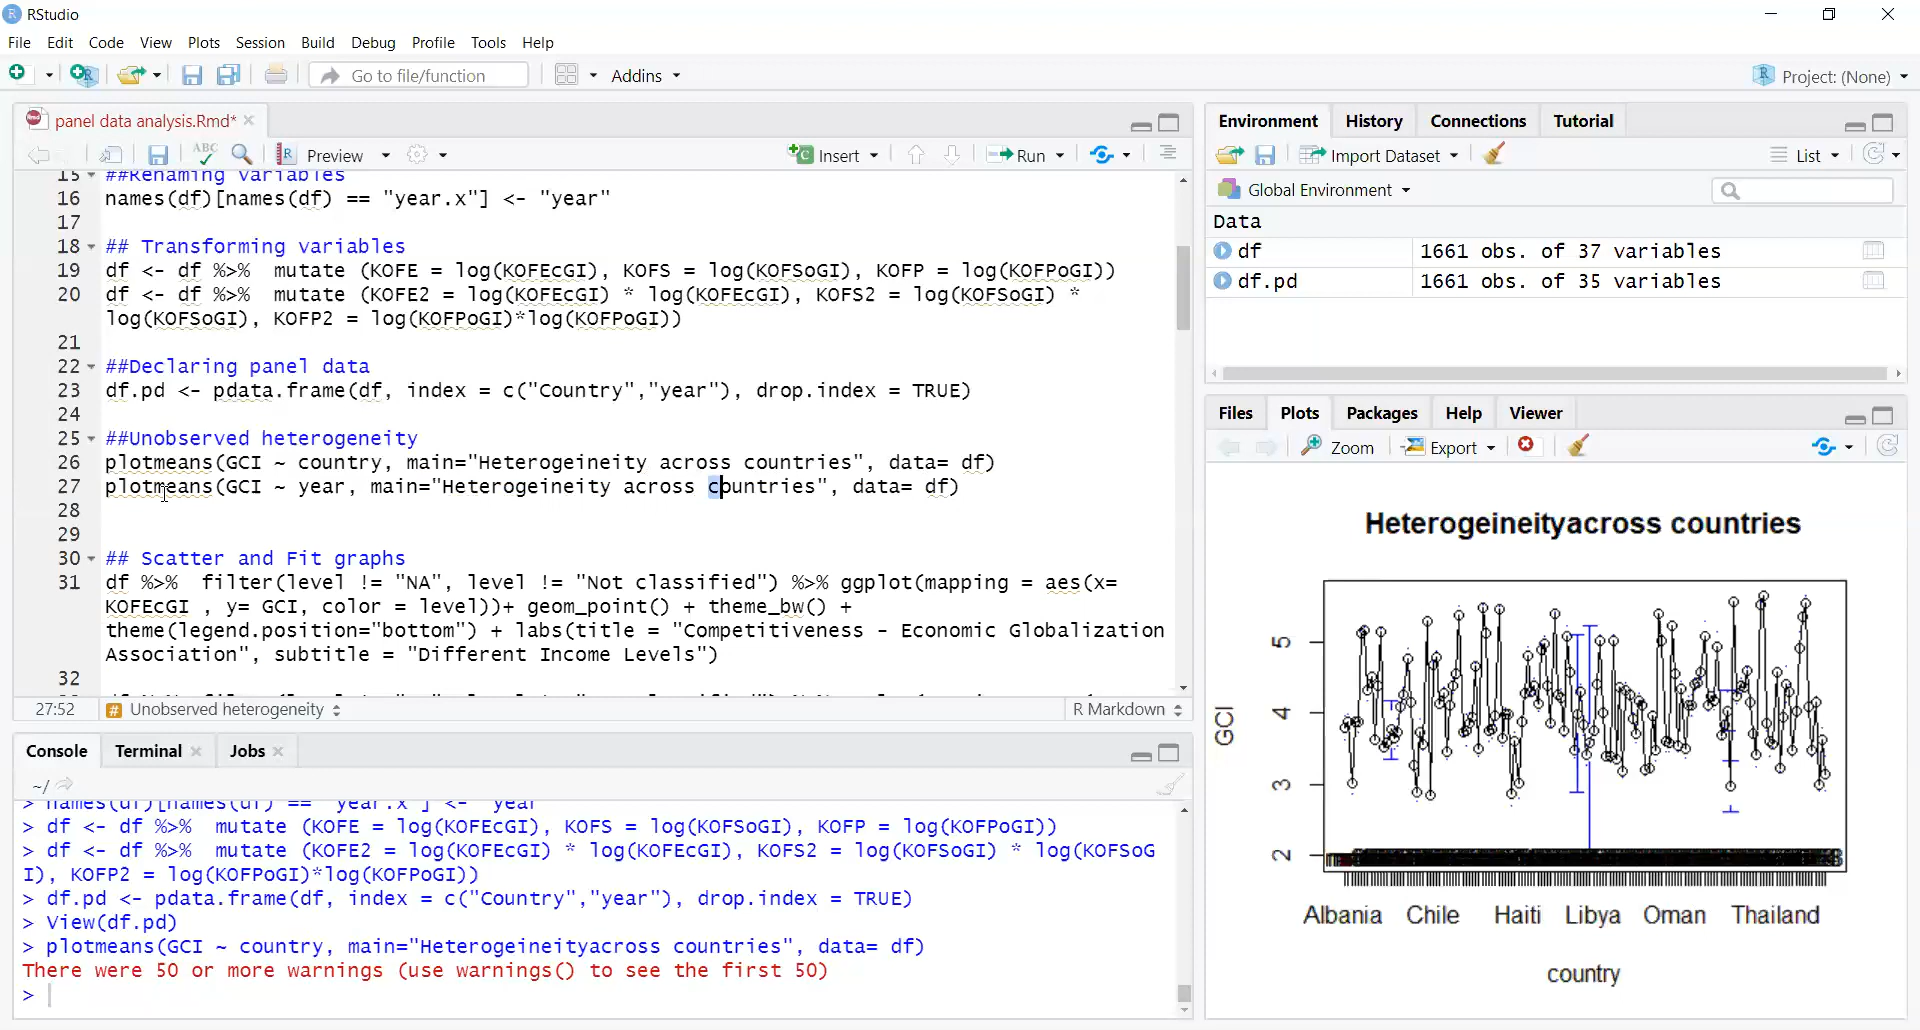 RStudio
File Edit Code View Plots Session Build Debug Profile Tools Help
Go to file/function Addins Project: (None)
panel data analysis.Rmd*
ABC Preview Insert Run
15 ##Renaming variables
16 names(df)[names(df) == "year.x"] <- "year"
17
18 ## Transforming variables
19 df <- df %>% mutate (KOFE = log(KOFEcGI), KOFS = log(KOFSoGI), KOFP = log(KOFPoGI))
20 df <- df %>% mutate (KOFE2 = log(KOFEcGI) * log(KOFEcGI), KOFS2 = log(KOFSoGI) *
log(KOFSoGI), KOFP2 = log(KOFPoGI)*log(KOFPoGI))
21
22 ##Declaring panel data
23 df.pd <- pdata.frame(df, index = c("Country","year"), drop.index = TRUE)
24
25 ##Unobserved heterogeneity
26 plotmeans(GCI ~ country, main="Heterogeineity across countries", data= df)
27 plotmeans(GCI ~ year, main="Heterogeineity across countries", data= df)
28
29
30 ## Scatter and Fit graphs
31 df %>% filter(level != "NA", level != "Not classified") %>% ggplot(mapping = aes(x=
KOFEcGI , y= GCI, color = level))+ geom_point() + theme_bw() +
theme(legend.position="bottom") + labs(title = "Competitiveness - Economic Globalization
Association", subtitle = "Different Income Levels")
32
27:52 # Unobserved heterogeneity R Markdown
Console Terminal Jobs
~/
> names(df)[names(df) == "year.x"] <- "year"
> df <- df %>% mutate (KOFE = log(KOFEcGI), KOFS = log(KOFSoGI), KOFP = log(KOFPoGI))
> df <- df %>% mutate (KOFE2 = log(KOFEcGI) * log(KOFEcGI), KOFS2 = log(KOFSoGI) * log(KOFSoG
I), KOFP2 = log(KOFPoGI)*log(KOFPoGI))
> df.pd <- pdata.frame(df, index = c("Country","year"), drop.index = TRUE)
> View(df.pd)
> plotmeans(GCI ~ country, main="Heterogeineityacross countries", data= df)
There were 50 or more warnings (use warnings() to see the first 50)
>
Environment History Connections Tutorial
Import Dataset List
Global Environment
Data
df 1661 obs. of 37 variables
df.pd 1661 obs. of 35 variables
Files Plots Packages Help Viewer
Zoom Export
Heterogeineityacross countries
GCI
5
4
3
2
Albania Chile Haiti Libya Oman Thailand
country